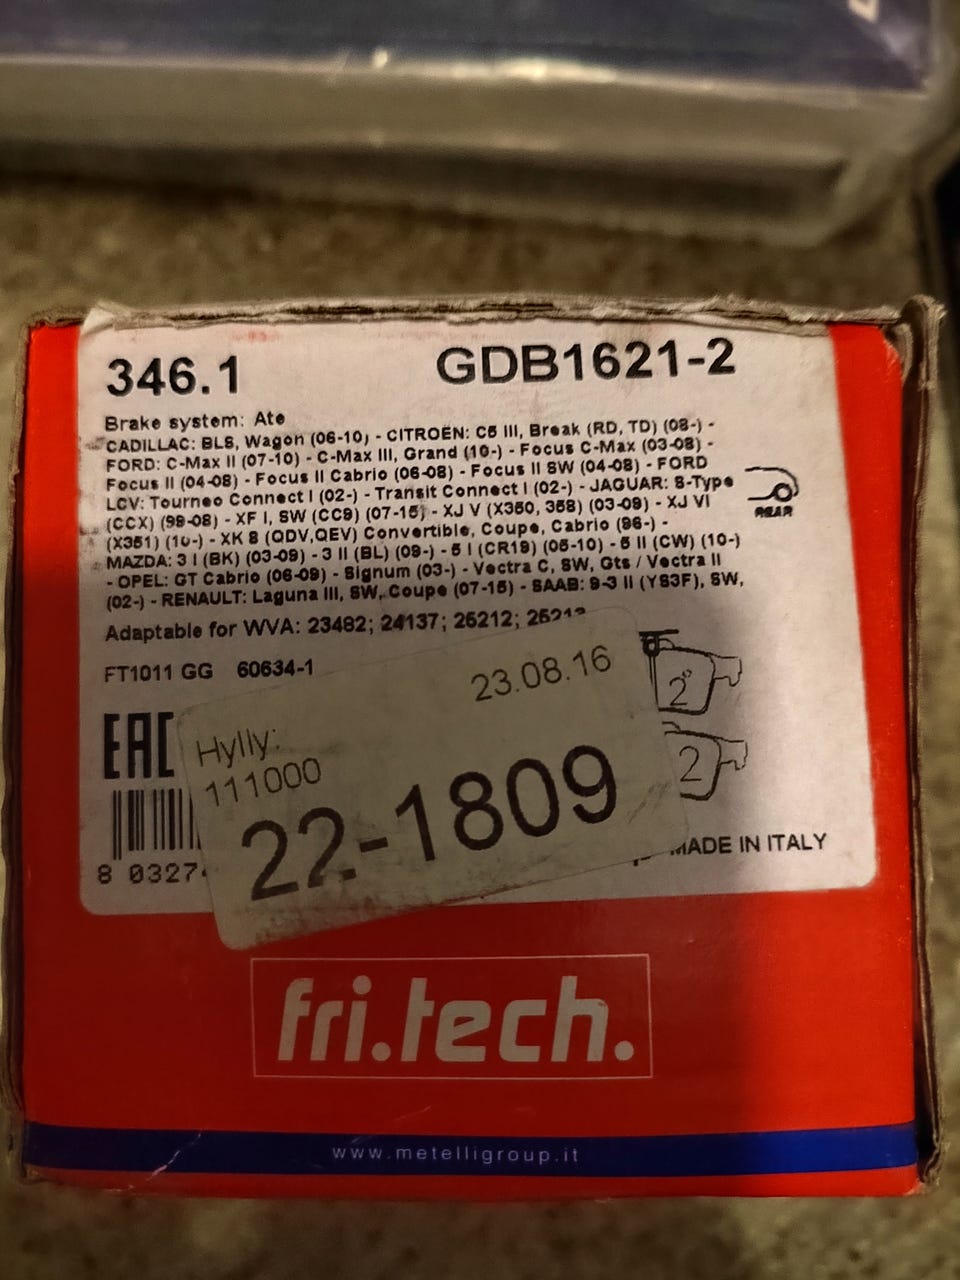 346.1 GDB1621-2
Brake system: Ate
CADILLAC: BLS, Wagon (06-10) - CITROËN: C5 III, Break (RD, TD) (08-) -
FORD: C-Max II (07-10) - C-Max III, Grand (10-) - Focus C-Max (03-08) -
Focus II (04-08) - Focus II Cabrio (06-08) - Focus II SW (04-08) - FORD
LCV: Tourneo Connect I (02-) - Transit Connect I (02-) - JAGUAR: S-Type
(CCX) (99-08) - XF I, SW (CC9) (07-15) - XJ V (X350, 358) (03-09) - XJ VI
(X351) (10-) - XK 8 (QDV,QEV) Convertible, Coupe, Cabrio (96-) -
MAZDA: 3 I (BK) (03-09) - 3 II (BL) (09-) - 5 I (CR19) (05-10) - 5 II (CW) (10-)
- OPEL: GT Cabrio (06-09) - Signum (03-) - Vectra C, SW, Gts / Vectra II
(02-) - RENAULT: Laguna III, SW, Coupe (07-15) - SAAB: 9-3 II (YS3F), SW,
REAR
Adaptable for WVA: 23482; 24137; 25212; 25213
FT1011 GG 60634-1
23.08.16
2
EAC
Hylly:
111000
2
22-1809
8 03274
MADE IN ITALY
fri.tech.
www.metelligroup.it